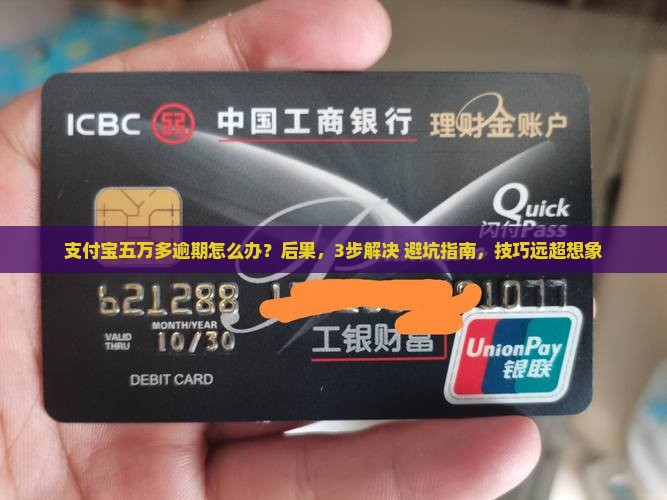 ICBC 中国工商银行 理财金账户
Quick
闪付Pass
支付宝五万多逾期怎么办？后果，3步解决 避坑指南，技巧远超想象
621288
01077
VALID THRU
MONTH/YEAR
10/30
工银财富
UnionPay
银联
DEBIT CARD